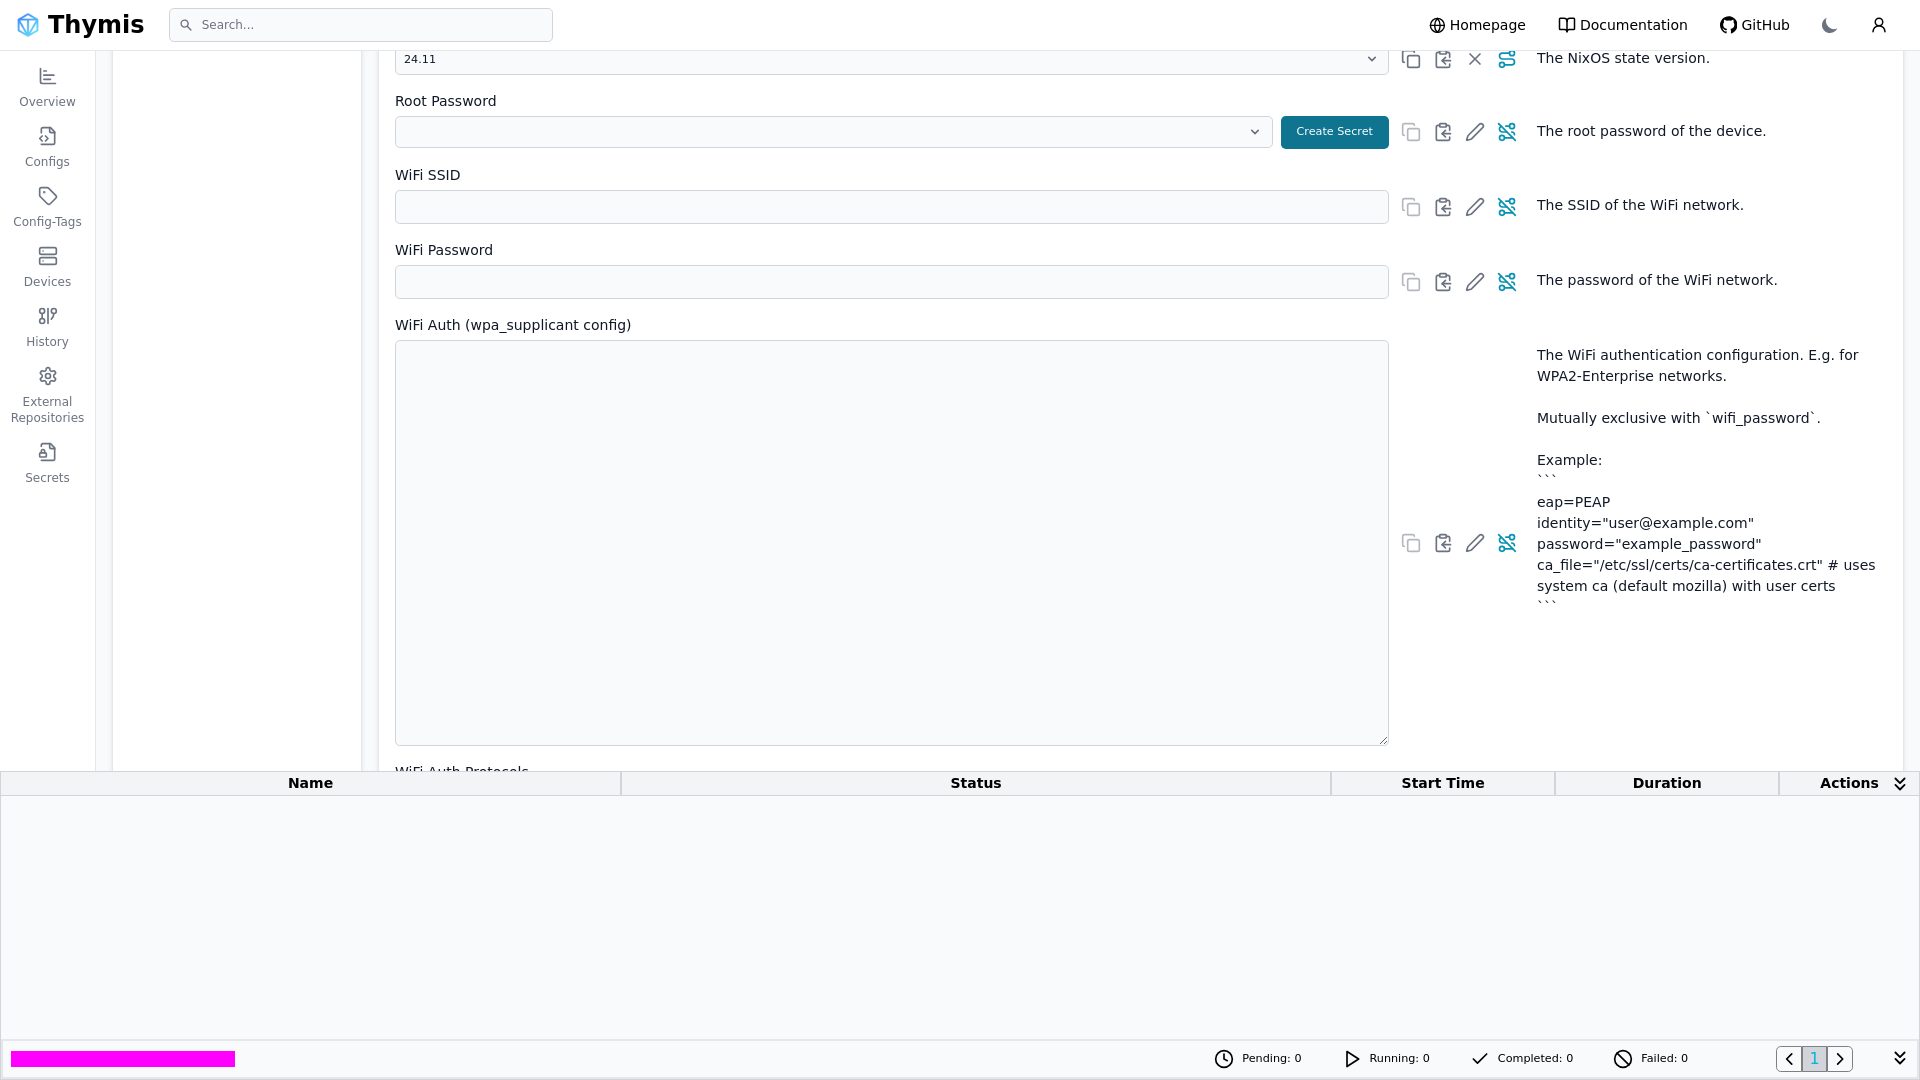 Thymis
Search...
Homepage
Documentation
GitHub
Overview
Configs
Config-Tags
Devices
History
External
Repositories
Secrets
24.11
The NixOS state version.
Root Password
Create Secret
The root password of the device.
WiFi SSID
The SSID of the WiFi network.
WiFi Password
The password of the WiFi network.
WiFi Auth (wpa_supplicant config)
The WiFi authentication configuration. E.g. for
WPA2-Enterprise networks.
Mutually exclusive with `wifi_password`.
Example:
```
eap=PEAP
identity="user@example.com"
password="example_password"
ca_file="/etc/ssl/certs/ca-certificates.crt" # uses
system ca (default mozilla) with user certs
```
WiFi Auth Protocols
Name
Status
Start Time
Duration
Actions
Pending: 0
Running: 0
Completed: 0
Failed: 0
1